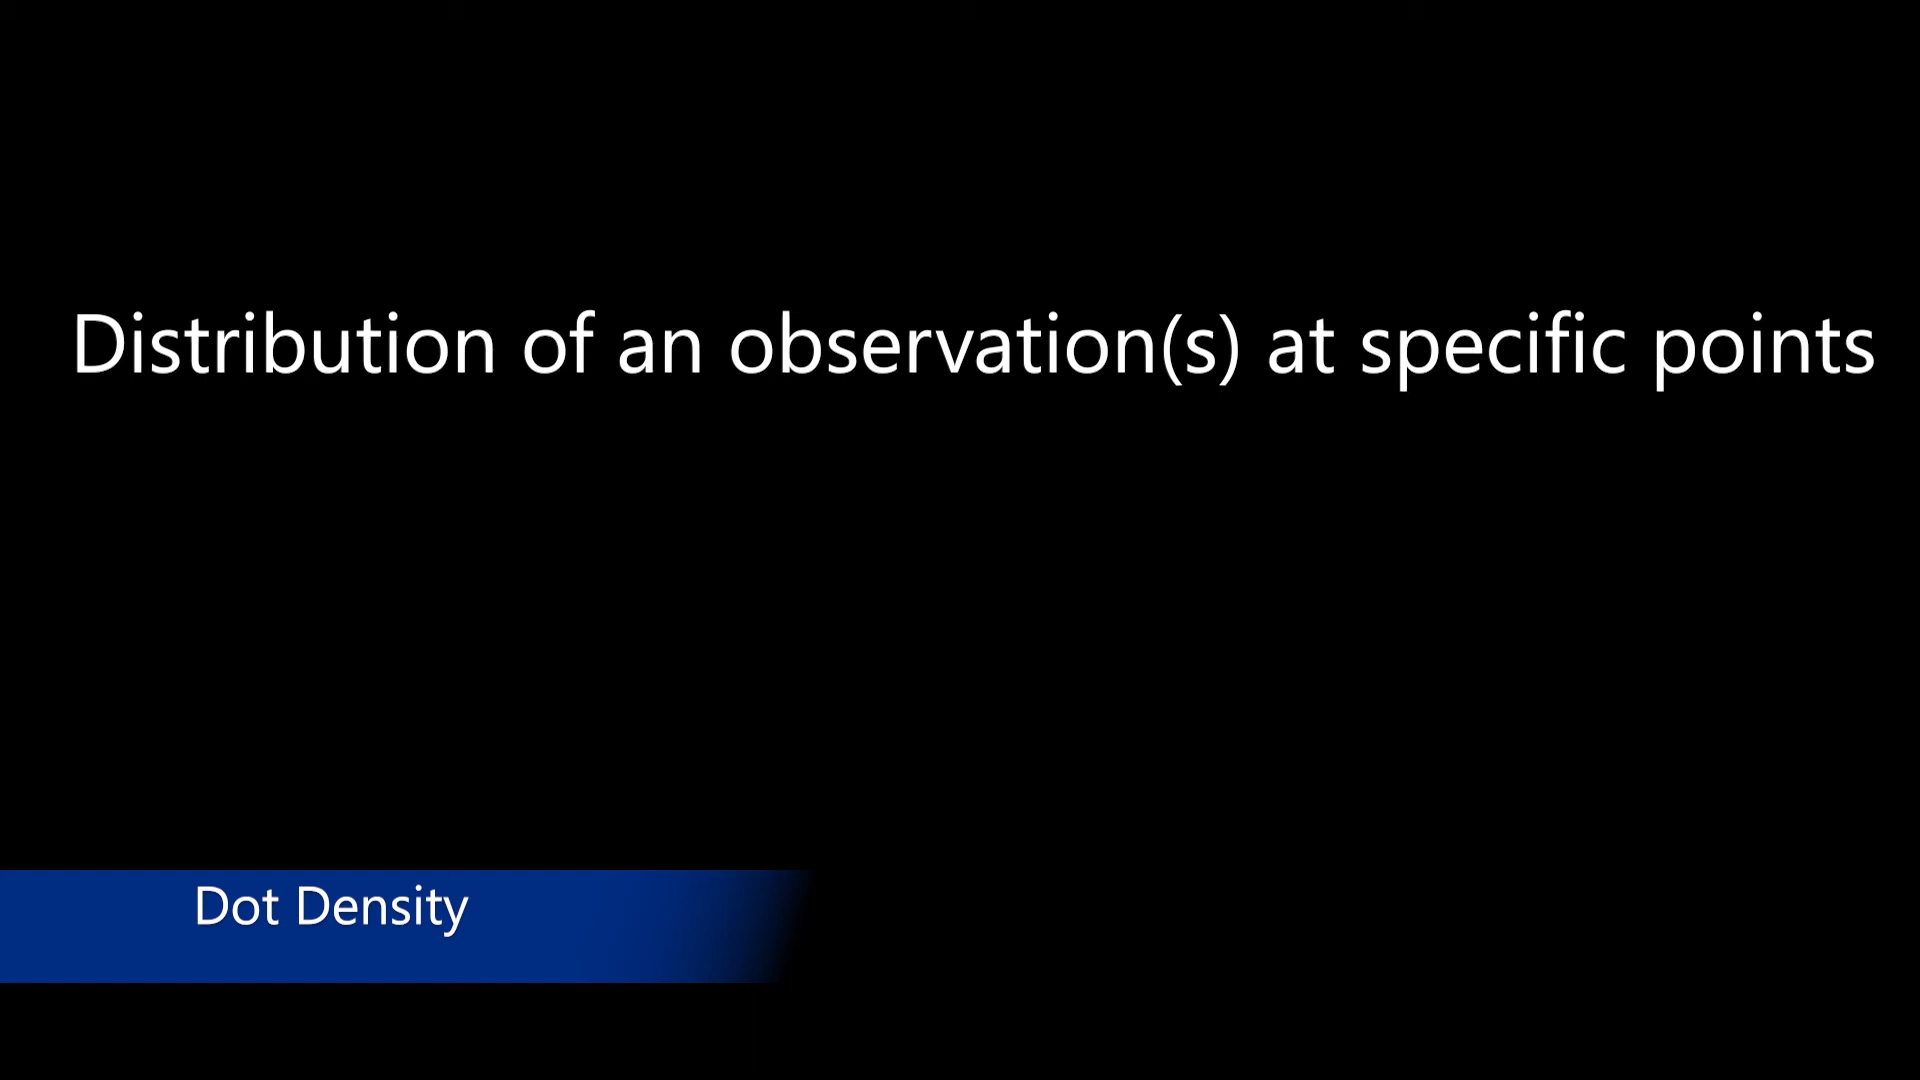 Distribution of an observation(s) at specific points
Dot Density